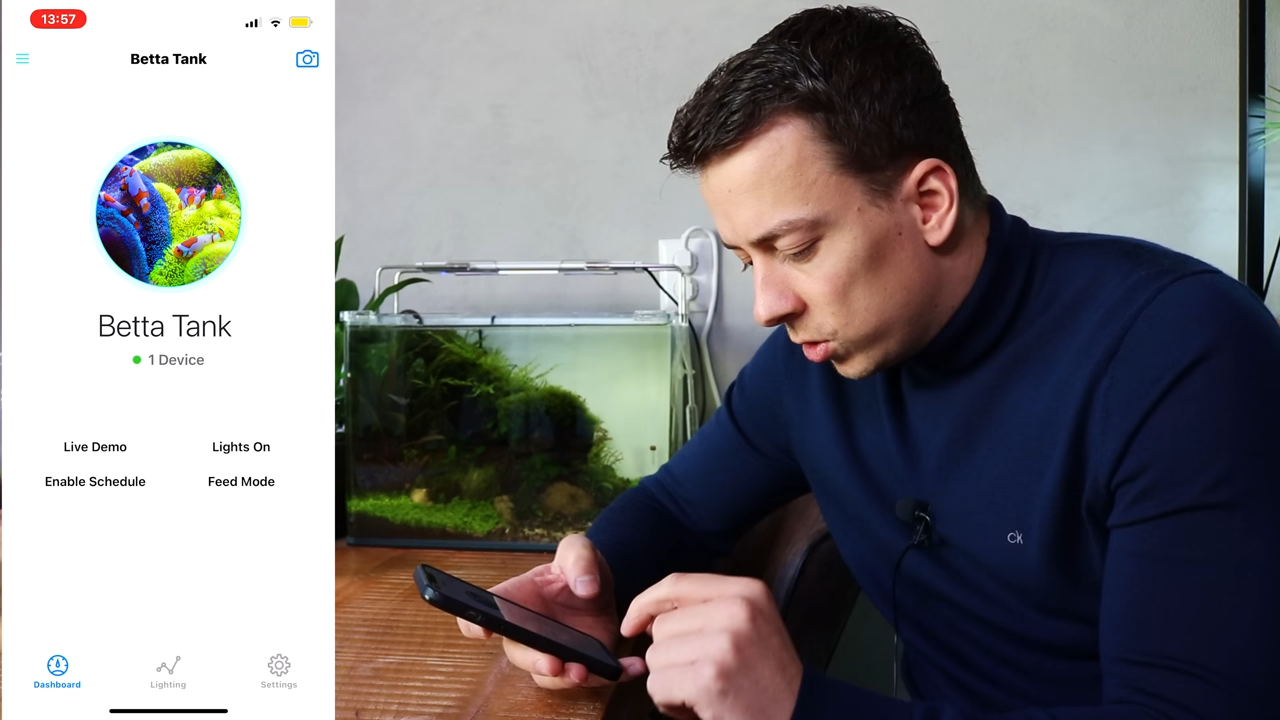 13:57
Betta Tank
Betta Tank
1 Device
Live Demo
Lights On
Enable Schedule
Feed Mode
Dashboard
Lighting
Settings
ck